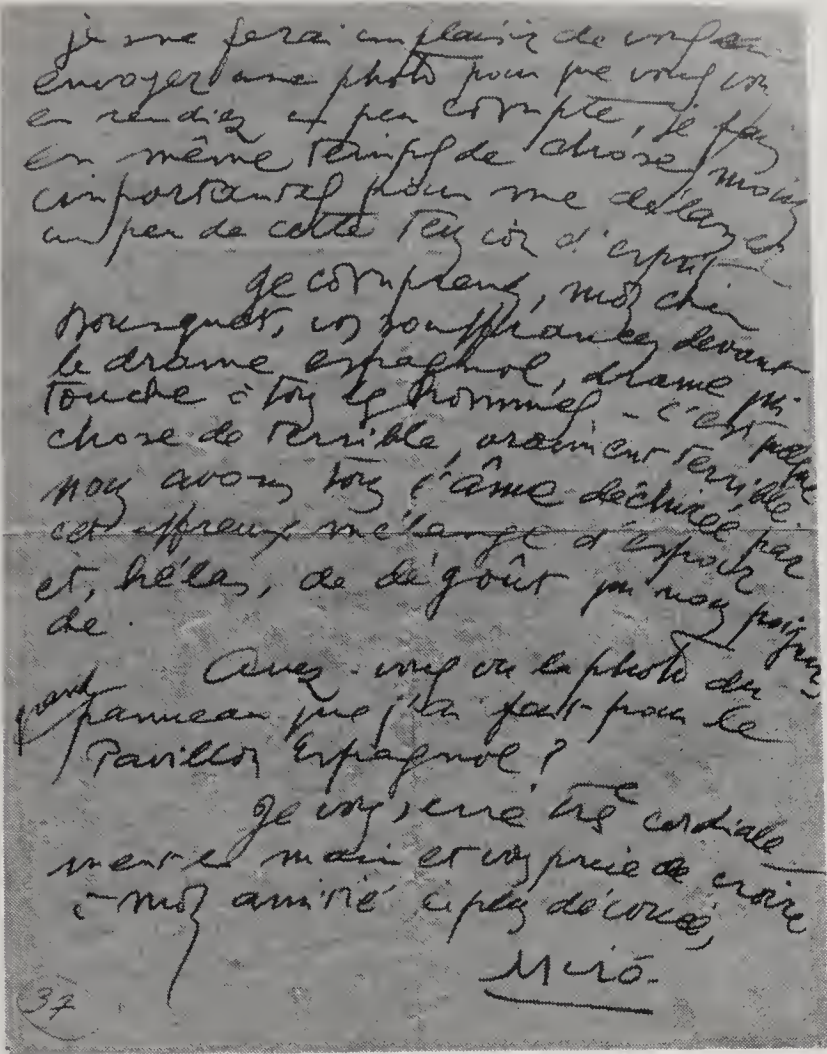 je me ferai un plaisir de vous en
envoyer une photo pour que vous vous
en rendiez un peu compte, je fais
en même temps de choses moins
importantes pour me délasser
un peu de cette tension d'esprit
Je comprends, mon cher
Bousquet, vos souffrances devant
le drame espagnol, drame qui
touche à tous les hommes - c'est quelque
chose de terrible, vraiment terrible.
nous avons tous l'âme déchirée par
cet affreux mélange d'espoir
et, hélas, de dégoût qui nous poignar
de.
Avez-vous vu la photo du
grand panneau que j'ai fait pour le
Pavillon Espagnol ?
Je vous serre très cordiale
ment la main et vous prie de croire
à mon amitié la plus dévouée,
Miró.
37